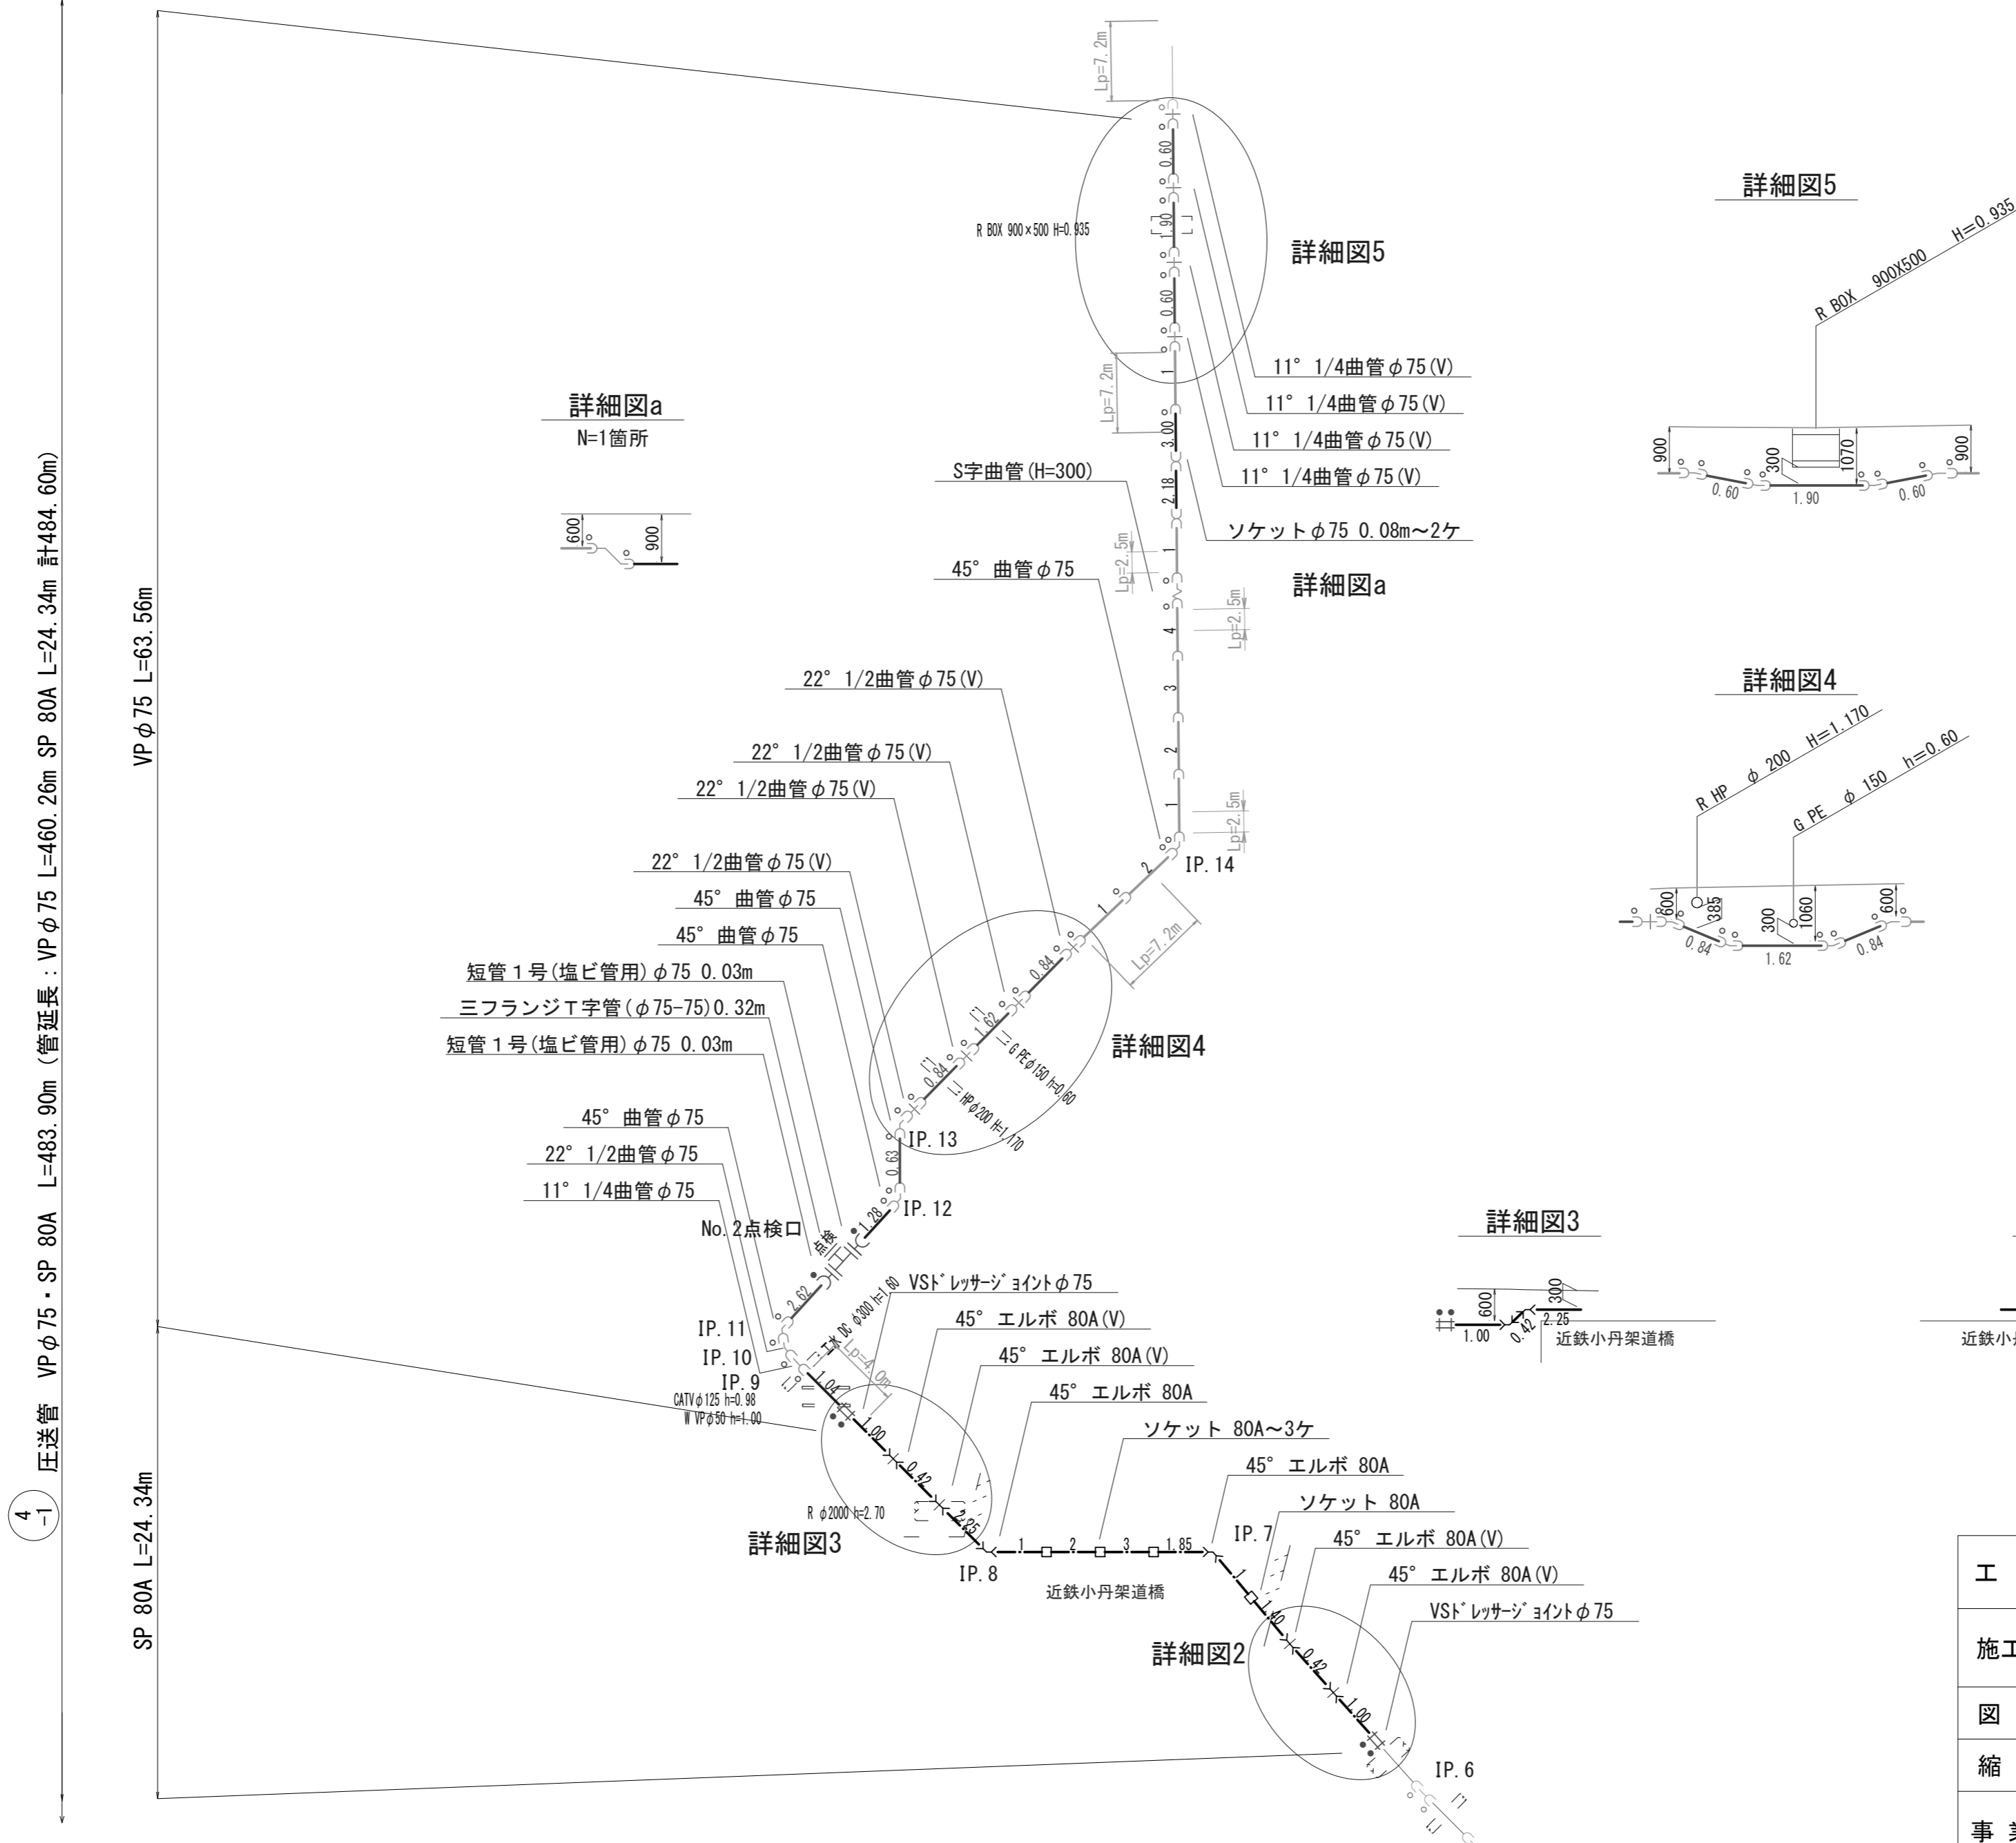 4
-1
圧送管 VPφ75・SP 80A L=483.90m (管延長:VPφ75 L=460.26m SP 80A L=24.34m 計484.60m)
VPφ75 L=63.56m
SP 80A L=24.34m
詳細図a
N=1箇所
600
900
Lp=7.2m
0.60
1.90
0.60
R BOX 900×500 H=0.935
詳細図5
Lp=7.2m
1
3.00
2.18
1
11° 1/4曲管φ75(V)
11° 1/4曲管φ75(V)
11° 1/4曲管φ75(V)
11° 1/4曲管φ75(V)
S字曲管(H=300)
ソケットφ75 0.08m～2ケ
Lp=2.5m
45° 曲管φ75
詳細図a
Lp=2.5m
4
3
2
1
Lp=2.5m
IP.14
2
1
Lp=7.2m
22° 1/2曲管φ75(V)
22° 1/2曲管φ75(V)
22° 1/2曲管φ75(V)
22° 1/2曲管φ75(V)
45° 曲管φ75
45° 曲管φ75
短管1号(塩ビ管用)φ75 0.03m
三フランジT字管(φ75-75)0.32m
短管1号(塩ビ管用)φ75 0.03m
0.84
1.62
0.84
G PEφ150 h=0.60
HPφ200 H=1.170
詳細図4
45° 曲管φ75
22° 1/2曲管φ75
11° 1/4曲管φ75
IP.13
0.63
IP.12
1.28
No.2点検口
点検
2.62
IP.11
IP.10
IP.9
CATVφ125 h=0.98
W VPφ50 h=1.00
工水 DC φ300 h=1.60
Lp=4.0m
1.04
VSドレッサージョイントφ75
45° エルボ 80A(V)
45° エルボ 80A(V)
45° エルボ 80A
ソケット 80A～3ケ
1.00
0.42
2.25
R φ2000 h=2.70
詳細図3
IP.8
1
2
3
1.85
近鉄小丹架道橋
45° エルボ 80A
ソケット 80A
IP.7
45° エルボ 80A(V)
45° エルボ 80A(V)
VSドレッサージョイントφ75
1
1.40
0.42
1.00
詳細図2
IP.6
詳細図5
R BOX 900X500 H=0.935
900
300
1070
900
0.60
1.90
0.60
詳細図4
R HP φ 200 H=1.170
G PE φ 150 h=0.60
600
385
300
1060
600
0.84
1.62
0.84
詳細図3
600
300
1.00
0.42
2.25
近鉄小丹架道橋
近鉄小
工
施
図
縮
事